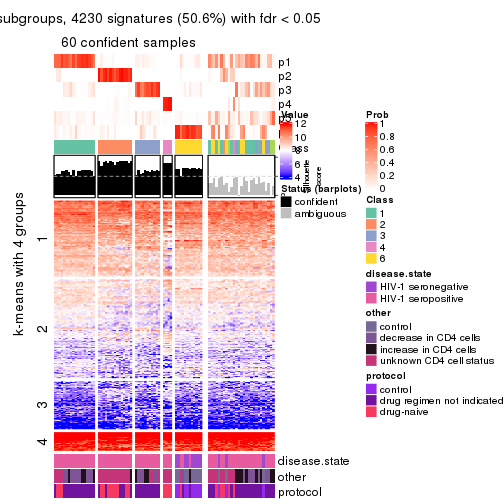 subgroups, 4230 signatures (50.6%) with fdr < 0.05
60 confident samples
p1
p2
p3
p4
Value
12
10
8
6
4
Prob
1
0.8
0.6
0.4
0.2
0
Silhouette
score
Status (barplots)
confident
ambiguous
Class
1
2
3
4
6
k-means with 4 groups
1
2
3
4
disease.state
HIV-1 seronegative
HIV-1 seropositive
other
control
decrease in CD4 cells
increase in CD4 cells
unknown CD4 cell status
protocol
control
drug regimen not indicated
drug-naive
disease.state
other
protocol